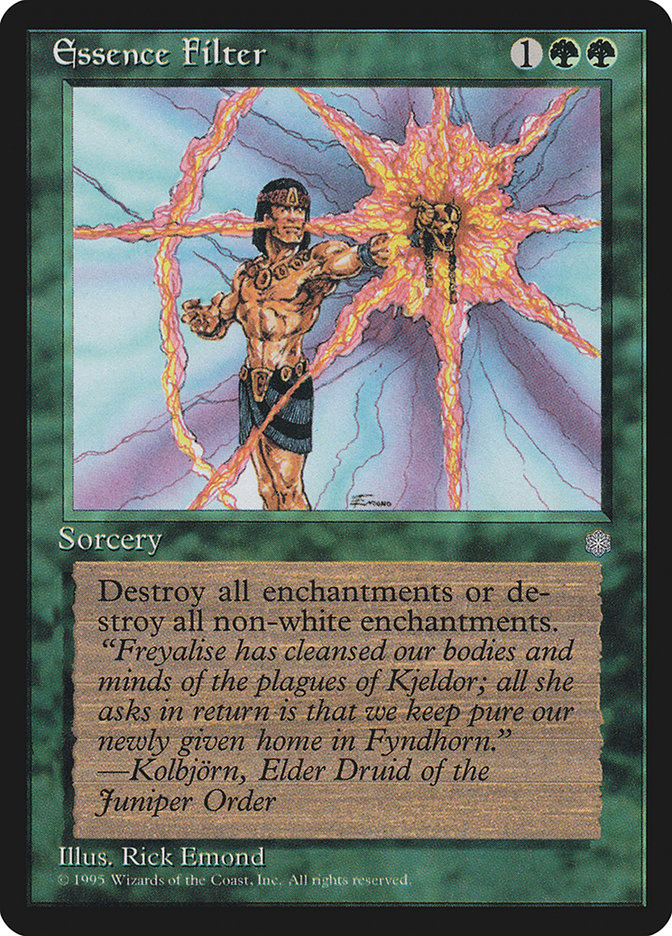 Essence Filter
1
EMOND
Sorcery
Destroy all enchantments or de-
stroy all non-white enchantments.
“Freyalise has cleansed our bodies and
minds of the plagues of Kjeldor; all she
asks in return is that we keep pure our
newly given home in Fyndhorn.”
—Kolbjörn, Elder Druid of the
Juniper Order
Illus. Rick Emond
© 1995 Wizards of the Coast, Inc. All rights reserved.